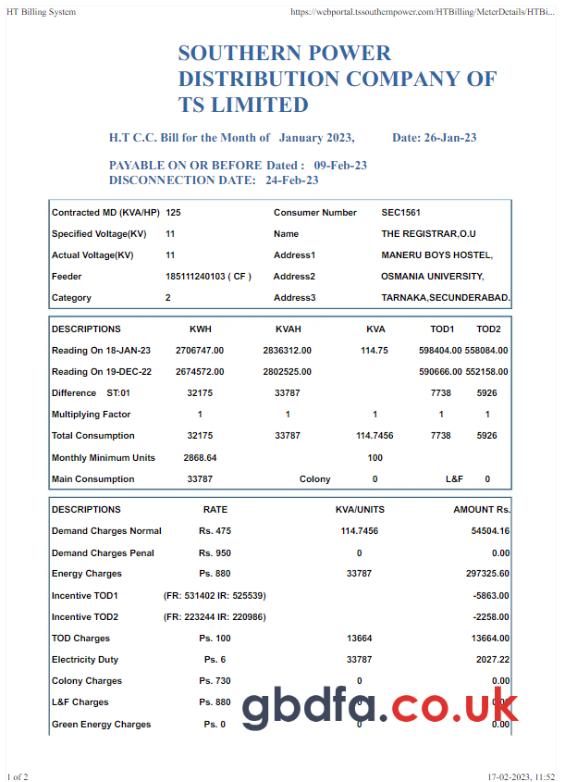 HT Billing System https://webportal.tssouthernpower.com/HTBilling/MeterDetails/HTBi...
SOUTHERN POWER
DISTRIBUTION COMPANY OF
TS LIMITED
H.T C.C. Bill for the Month of January 2023, Date: 26-Jan-23
PAYABLE ON OR BEFORE Dated : 09-Feb-23
DISCONNECTION DATE: 24-Feb-23
Contracted MD (KVA/HP) 125 Consumer Number SEC1561
Specified Voltage(KV) 11 Name THE REGISTRAR,O.U
Actual Voltage(KV) 11 Address1 MANERU BOYS HOSTEL,
Feeder 185111240103 ( CF ) Address2 OSMANIA UNIVERSITY,
Category 2 Address3 TARNAKA,SECUNDERABAD.
DESCRIPTIONS KWH KVAH KVA TOD1 TOD2
Reading On 18-JAN-23 2706747.00 2836312.00 114.75 598404.00 558084.00
Reading On 19-DEC-22 2674572.00 2802525.00 590666.00 552158.00
Difference ST:01 32175 33787 7738 5926
Multiplying Factor 1 1 1 1 1
Total Consumption 32175 33787 114.7456 7738 5926
Monthly Minimum Units 2868.64 100
Main Consumption 33787 Colony 0 L&F 0
DESCRIPTIONS RATE KVA/UNITS AMOUNT Rs.
Demand Charges Normal Rs. 475 114.7456 54504.16
Demand Charges Penal Rs. 950 0 0.00
Energy Charges Ps. 880 33787 297325.60
Incentive TOD1 (FR: 531402 IR: 525539) -5863.00
Incentive TOD2 (FR: 223244 IR: 220986) -2258.00
TOD Charges Ps. 100 13664 13664.00
Electricity Duty Ps. 6 33787 2027.22
Colony Charges Ps. 730 0 0.00
L&F Charges Ps. 880 0 0.00
Green Energy Charges Ps. 0 0 0.00
gbdfa.co.uk
1 of 2 17-02-2023, 11:52